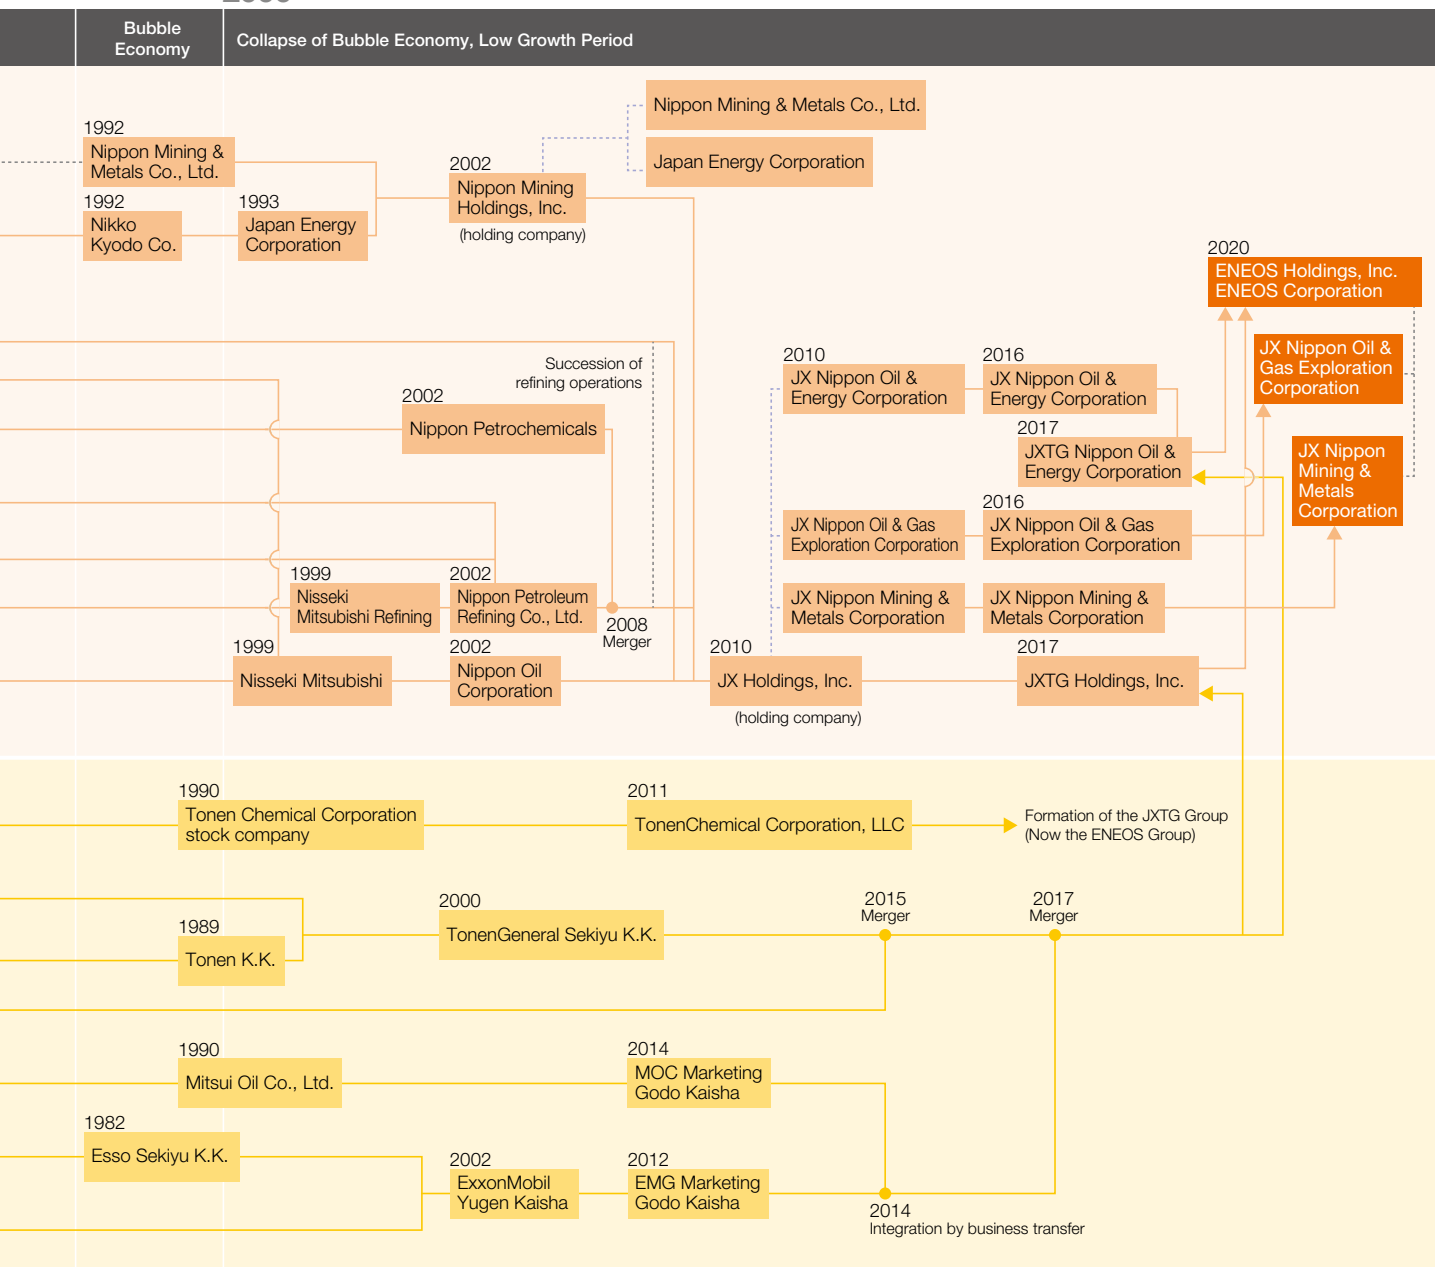 Bubble
Economy
Collapse of Bubble Economy, Low Growth Period
Nippon Mining & Metals Co., Ltd.
Japan Energy Corporation
1992
Nippon Mining &
Metals Co., Ltd.
1992
Nikko
Kyodo Co.
1993
Japan Energy
Corporation
2002
Nippon Mining
Holdings, Inc.
(holding company)
2020
ENEOS Holdings, Inc.
ENEOS Corporation
JX Nippon Oil &
Gas Exploration
Corporation
JX Nippon
Mining &
Metals
Corporation
Succession of
refining operations
2002
Nippon Petrochemicals
2010
JX Nippon Oil &
Energy Corporation
2016
JX Nippon Oil &
Energy Corporation
2017
JXTG Nippon Oil &
Energy Corporation
JX Nippon Oil & Gas
Exploration Corporation
2016
JX Nippon Oil & Gas
Exploration Corporation
1999
Nisseki
Mitsubishi Refining
2002
Nippon Petroleum
Refining Co., Ltd.
2008
Merger
JX Nippon Mining &
Metals Corporation
JX Nippon Mining &
Metals Corporation
1999
Nisseki Mitsubishi
2002
Nippon Oil
Corporation
2010
JX Holdings, Inc.
(holding company)
2017
JXTG Holdings, Inc.
1990
Tonen Chemical Corporation
stock company
2011
TonenChemical Corporation, LLC
Formation of the JXTG Group
(Now the ENEOS Group)
1989
Tonen K.K.
2000
TonenGeneral Sekiyu K.K.
2015
Merger
2017
Merger
1990
Mitsui Oil Co., Ltd.
2014
MOC Marketing
Godo Kaisha
1982
Esso Sekiyu K.K.
2002
ExxonMobil
Yugen Kaisha
2012
EMG Marketing
Godo Kaisha
2014
Integration by business transfer